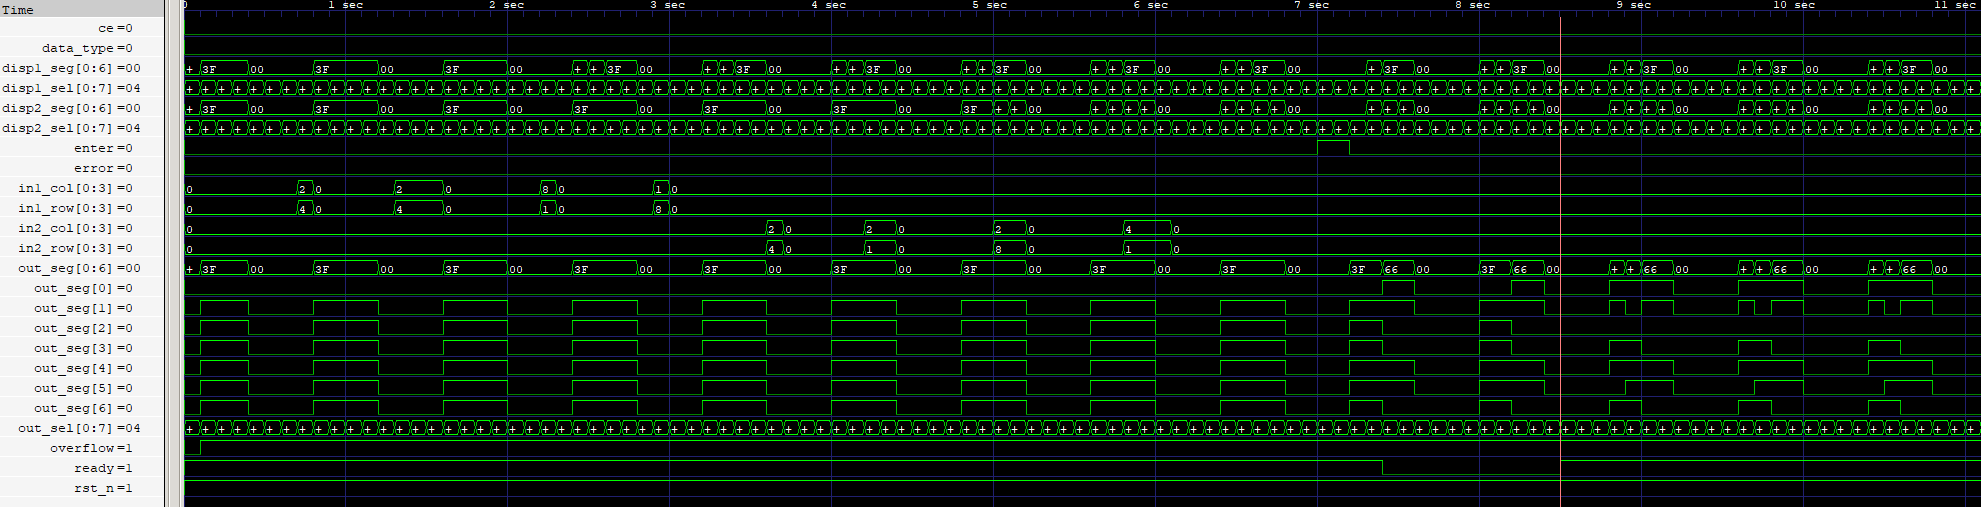 Time 0 1 sec 2 sec 3 sec 4 sec 5 sec 6 sec 7 sec 8 sec 9 sec 10 sec 11 sec
ce=0
data_type=0
disp1_seg[0:6]=00 + 3F 00 3F 00 3F 00 + + 3F 00 + + 3F 00 + + 3F 00 + + 3F 00 + + 3F 00 + + 3F 00 + 3F 00 + + 3F 00 + + 3F 00 + + 3F 00 + + 3F 00
disp1_sel[0:7]=04
disp2_seg[0:6]=00 + 3F 00 3F 00 3F 00 3F 00 3F 00 3F 00 3F + + + 00 + + + + 00 + + + + 00 + + + 00 + + + + 00 + + + + 00 + + + + 00 + + + + 00
disp2_sel[0:7]=04
enter=0
error=0
in1_col[0:3]=0 0 2 0 2 0 8 0 1 0
in1_row[0:3]=0 0 4 0 4 0 1 0 8 0
in2_col[0:3]=0 0 2 0 2 0 2 0 4 0
in2_row[0:3]=0 0 4 0 1 0 8 0 1 0
out_seg[0:6]=00 + 3F 00 3F 00 3F 00 3F 00 3F 00 3F 00 3F 00 3F 00 3F 00 3F 66 00 3F 66 00 + + 66 00 + + 66 00 + + 66 00
out_seg[0]=0
out_seg[1]=0
out_seg[2]=0
out_seg[3]=0
out_seg[4]=0
out_seg[5]=0
out_seg[6]=0
out_sel[0:7]=04
overflow=1
ready=1
rst_n=1